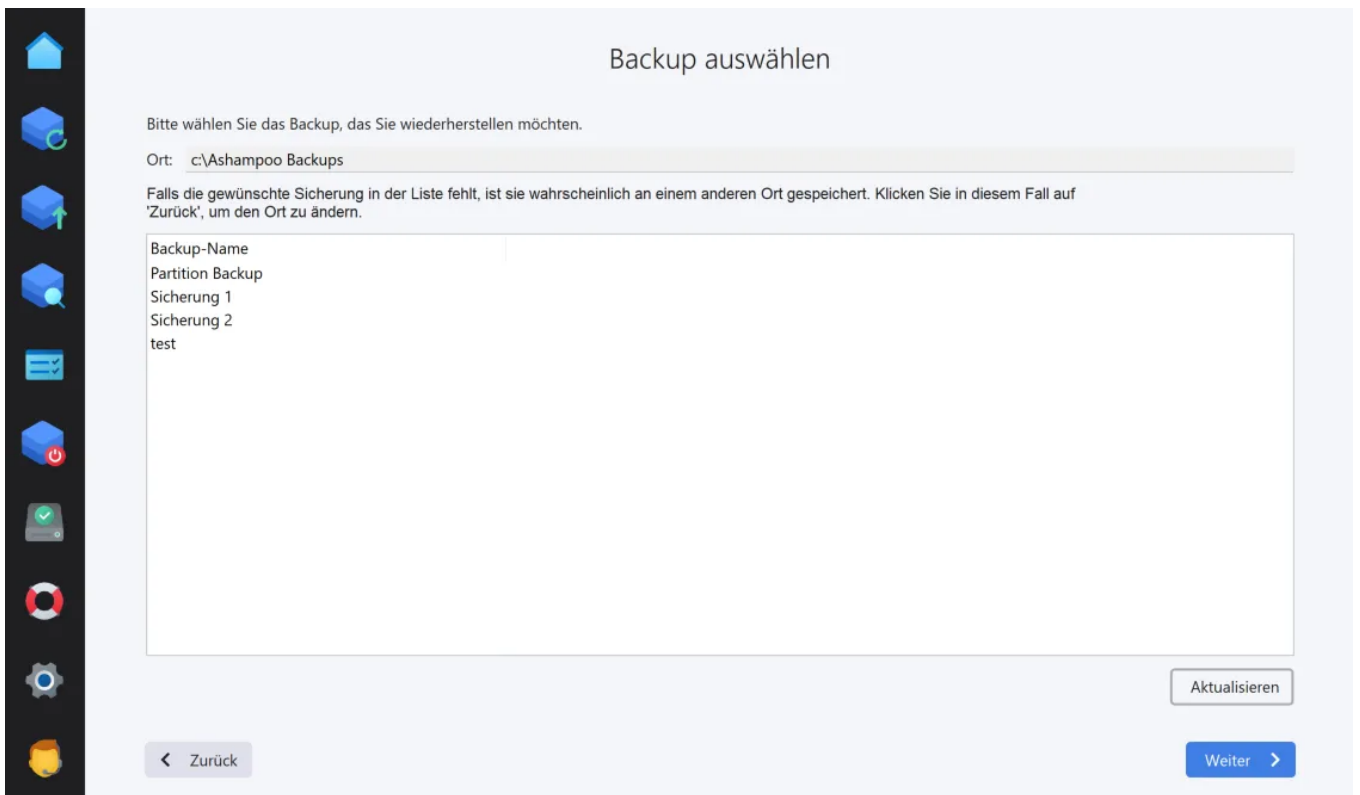 Backup auswählen
Bitte wählen Sie das Backup, das Sie wiederherstellen möchten.
Ort: c:\Ashampoo Backups
Falls die gewünschte Sicherung in der Liste fehlt, ist sie wahrscheinlich an einem anderen Ort gespeichert. Klicken Sie in diesem Fall auf
'Zurück', um den Ort zu ändern.
Backup-Name
Partition Backup
Sicherung 1
Sicherung 2
test
Aktualisieren
Zurück
Weiter